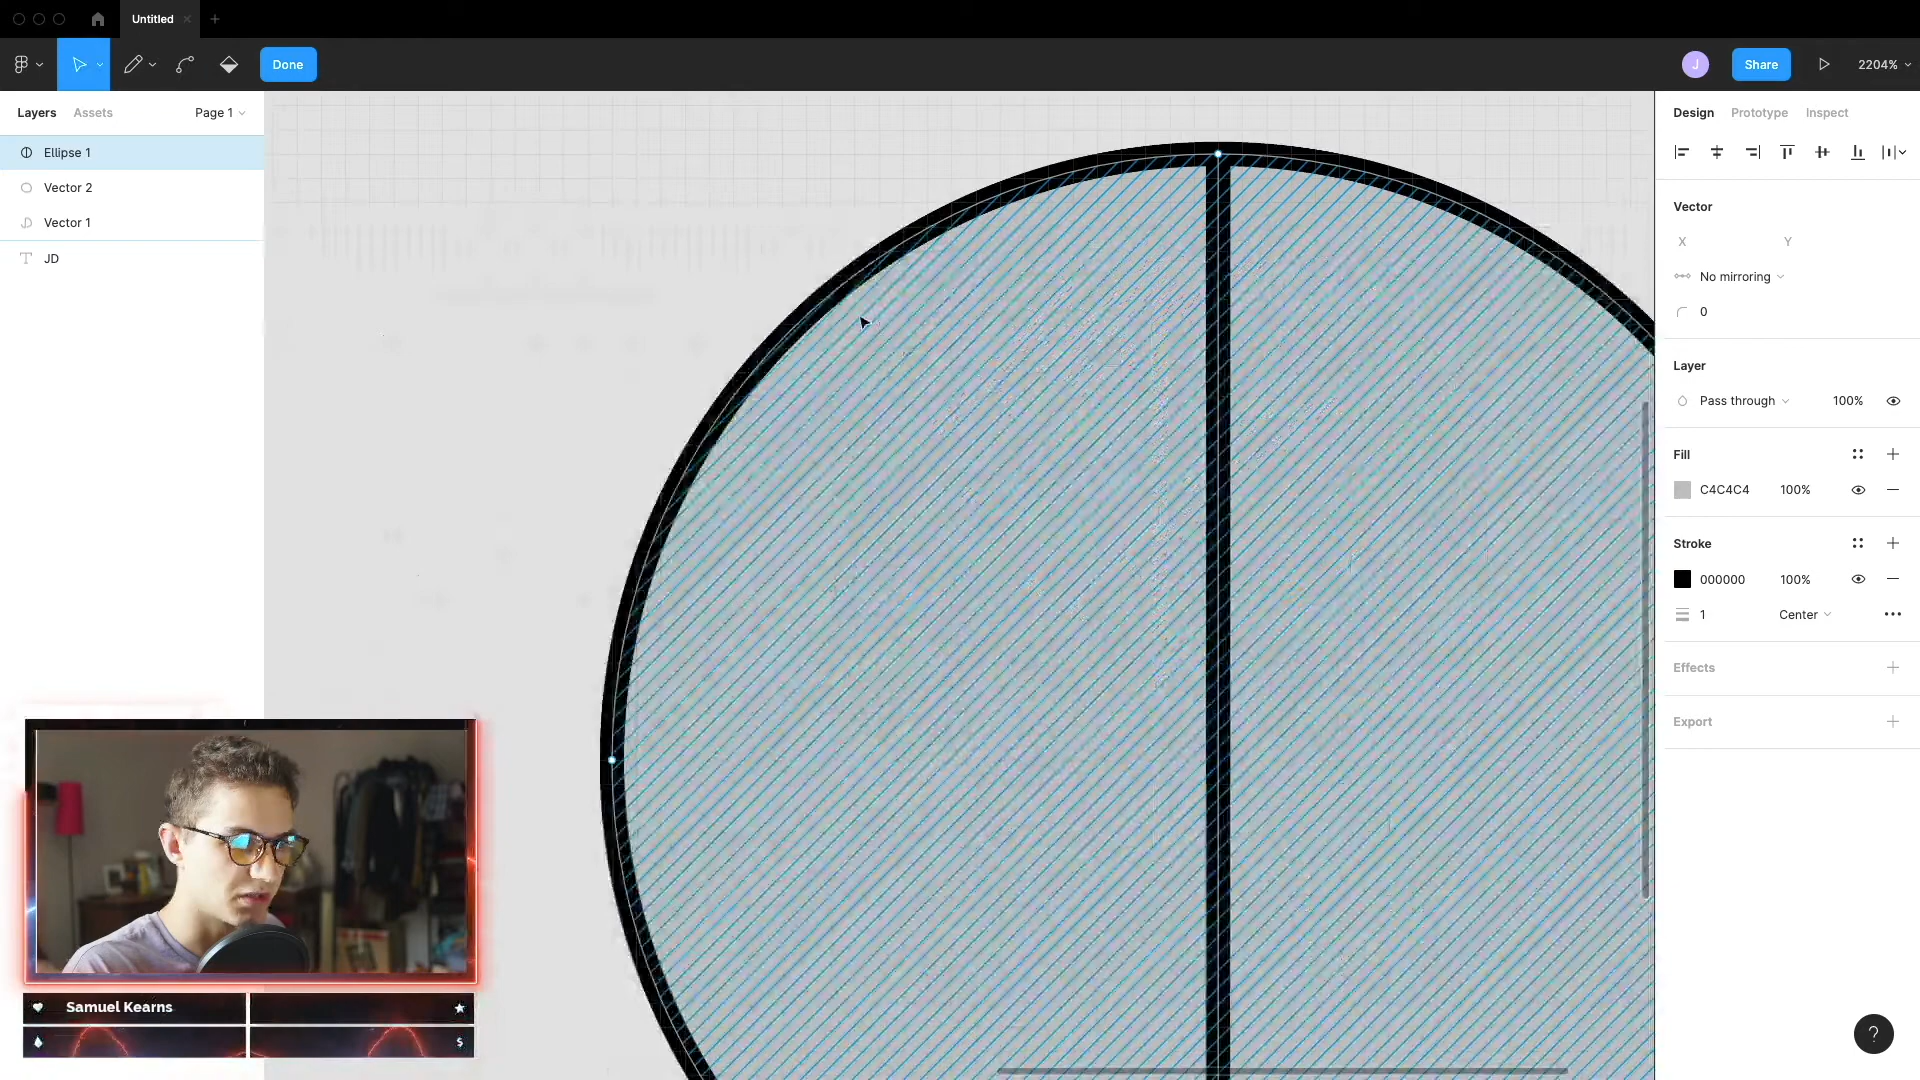 Untitled
Done
J
Share
2204%
Layers
Assets
Page 1
Ellipse 1
Vector 2
Vector 1
JD
Design
Prototype
Inspect
Vector
X
Y
No mirroring
0
Layer
Pass through
100%
Fill
C4C4C4
100%
Stroke
000000
100%
1
Center
Effects
Export
Samuel Kearns
$
?